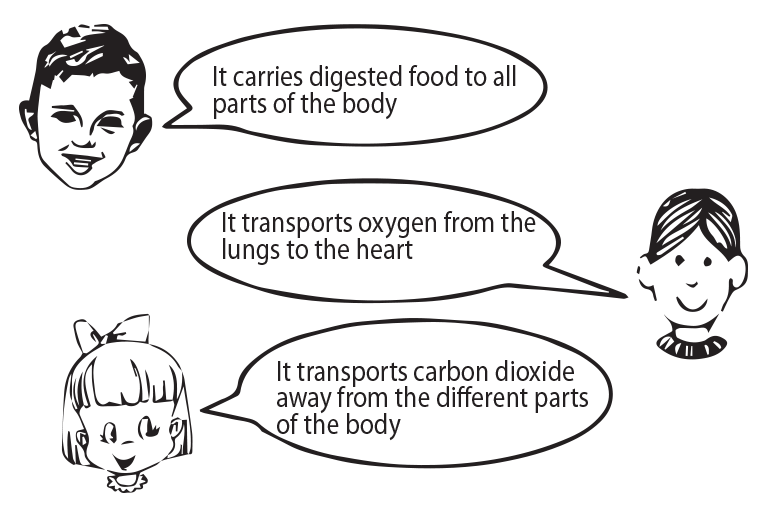 It carries digested food to all
parts of the body
It transports oxygen from the
lungs to the heart
It transports carbon dioxide
away from the different parts
of the body